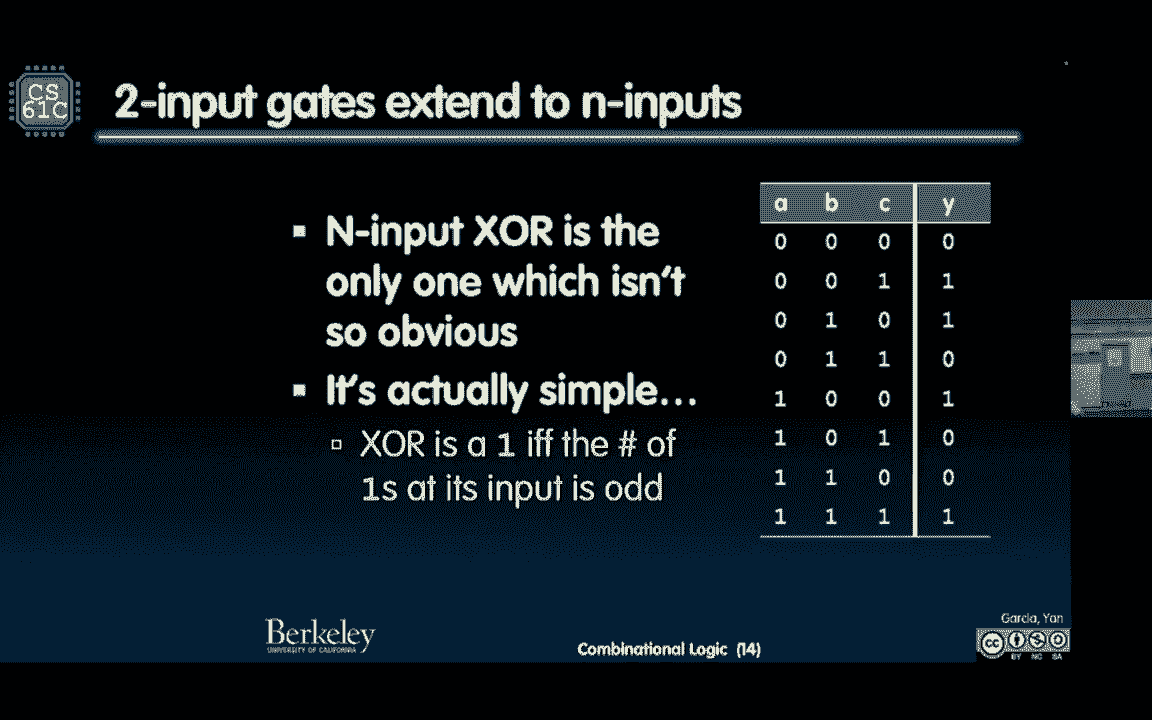 CS
61C
2-input gates extend to n-inputs
▪ N-input XOR is the
only one which isn't
so obvious
▪ It's actually simple...
▫ XOR is a 1 iff the # of
1s at its input is odd
a b c y
0 0 0 0
0 0 1 1
0 1 0 1
0 1 1 0
1 0 0 1
1 0 1 0
1 1 0 0
1 1 1 1
Berkeley
UNIVERSITY OF CALIFORNIA
Combinational Logic (14)
Garcia, Yan
cc
BY NC SA